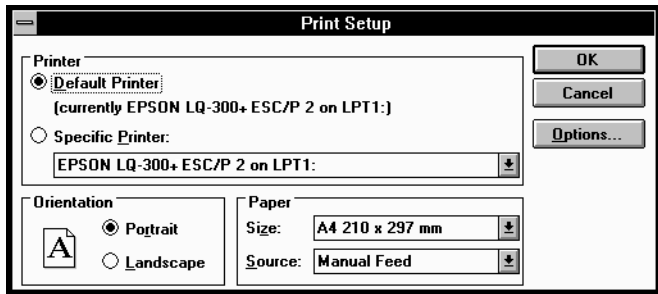 Print Setup
Printer
Default Printer
(currently EPSON LQ-300+ ESC/P 2 on LPT1:)
Specific Printer:
EPSON LQ-300+ ESC/P 2 on LPT1:
OK
Cancel
Options...
Orientation
A
Portrait
Landscape
Paper
Size: A4 210 x 297 mm
Source: Manual Feed